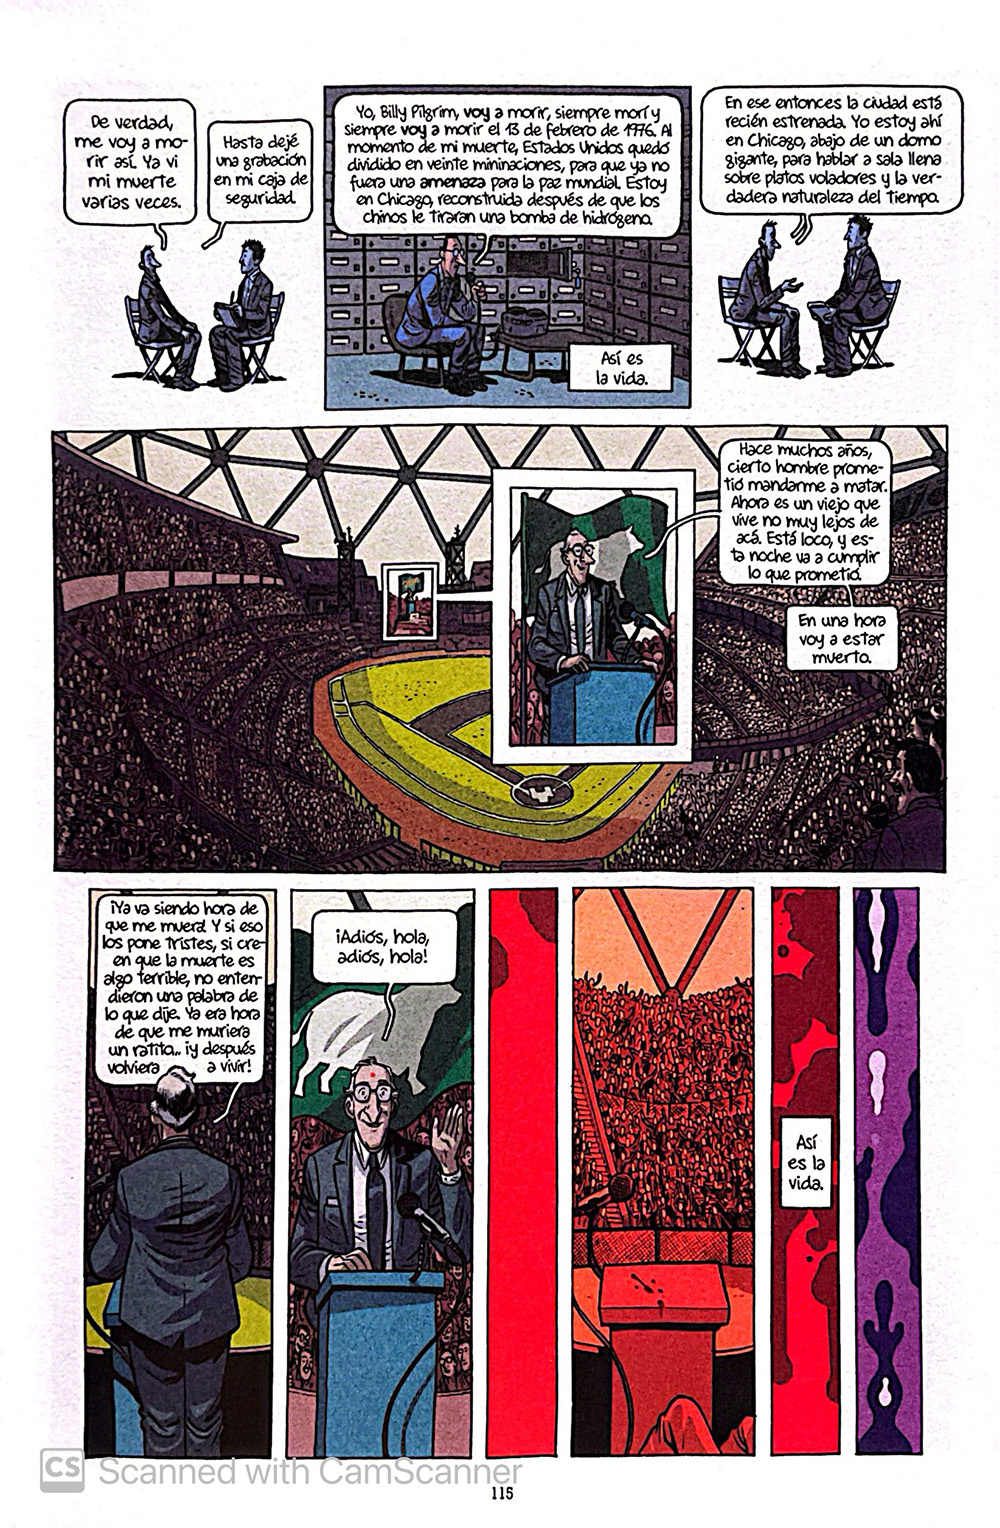 De verdad,
me voy a mo-
rir así. Ya vi
mi muerte
varias veces.
Hasta dejé
una grabación
en mi caja de
seguridad.
Yo, Billy Pilgrim, voy a morir, siempre morí y
siempre voy a morir el 13 de febrero de 1976. Al
momento de mi muerte, Estados Unidos quedó
dividido en veinte mininaciones, para que ya no
fuera una amenaza para la paz mundial. Estoy
en Chicago, reconstruida después de que los
chinos le tiraran una bomba de hidrógeno.
Así es
la vida.
En ese entonces la ciudad está
recién estrenada. Yo estoy ahí
en Chicago, abajo de un domo
gigante, para hablar a sala llena
sobre platos voladores y la ver-
dadera naturaleza del tiempo.
Hace muchos años,
cierto hombre prome-
tió mandarme a matar.
Ahora es un viejo que
vive no muy lejos de
acá. Está loco, y es-
ta noche va a cumplir
lo que prometió.
En una hora
voy a estar
muerto.
¡Ya va siendo hora de
que me muera! Y si eso
los pone tristes, si cre-
en que la muerte es
algo terrible, no enten-
dieron una palabra de
lo que dije. Ya era hora
de que me muriera
un ratito... ¡y después
volviera a vivir!
¡Adiós, hola,
adiós, hola!
Así
es la
vida.
CS Scanned with CamScanner
115